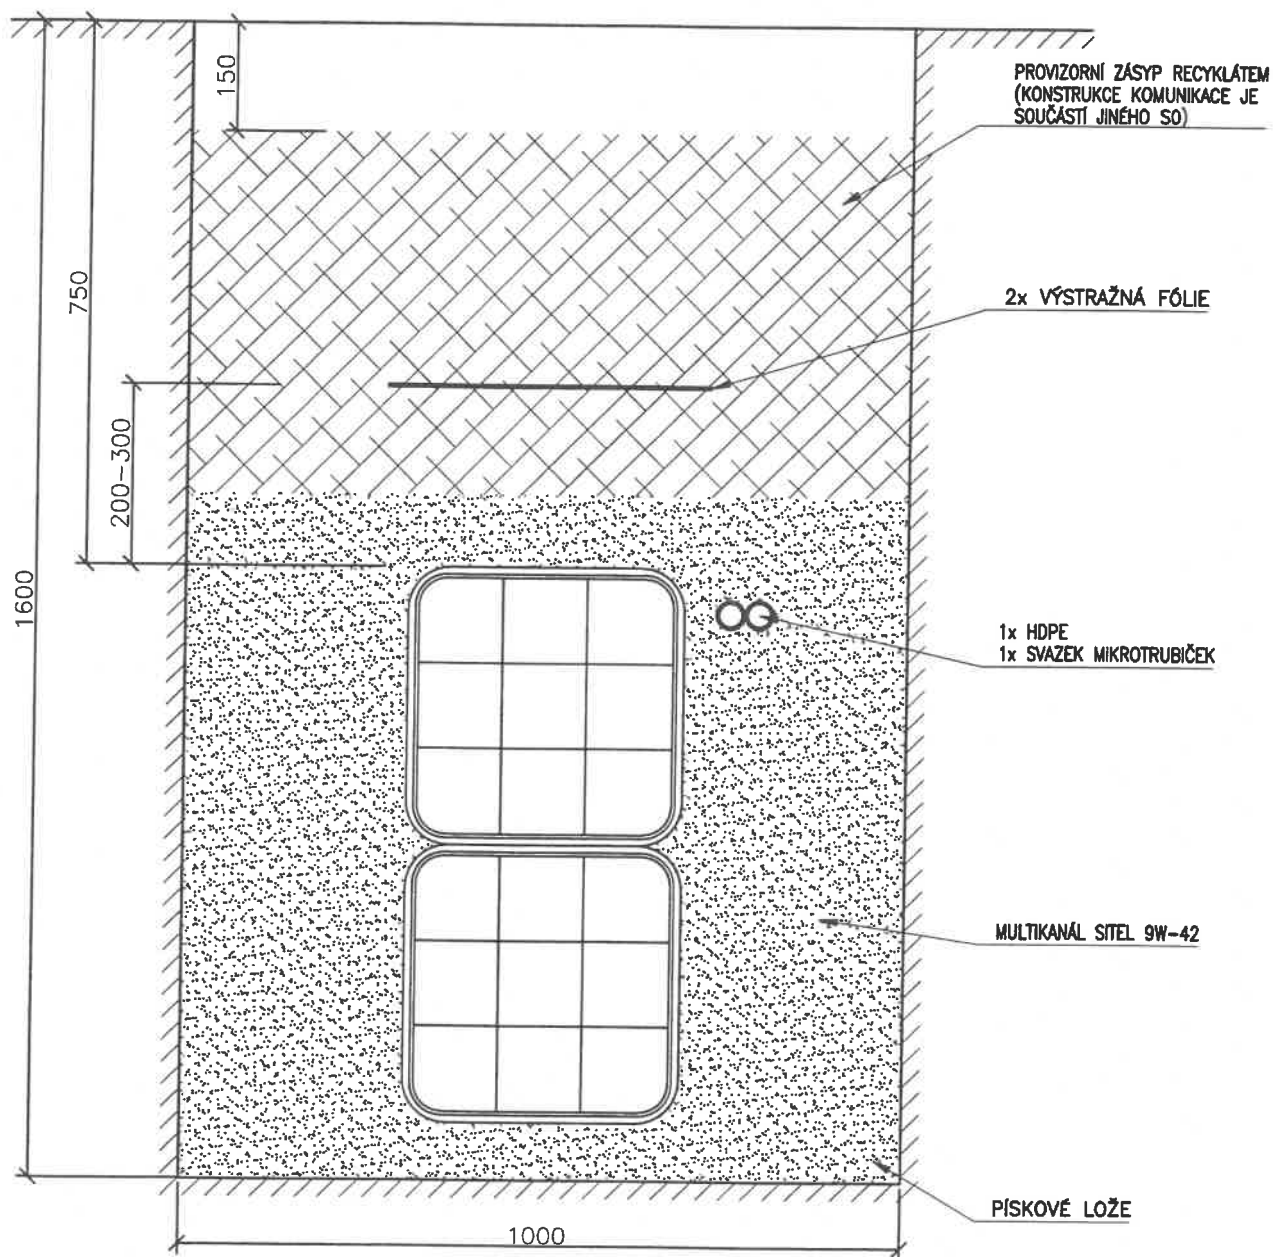 150
PROVIZORNÍ ZÁSYP RECYKLÁTEM
(KONSTRUKCE KOMUNIKACE JE
SOUČÁSTÍ JINÉHO SO)
750
2x VÝSTRAŽNÁ FÓLIE
200-300
1600
1x HDPE
1x SVAZEK MIKROTRUBIČEK
MULTIKANÁL SITEL 9W-42
PÍSKOVÉ LOŽE
1000